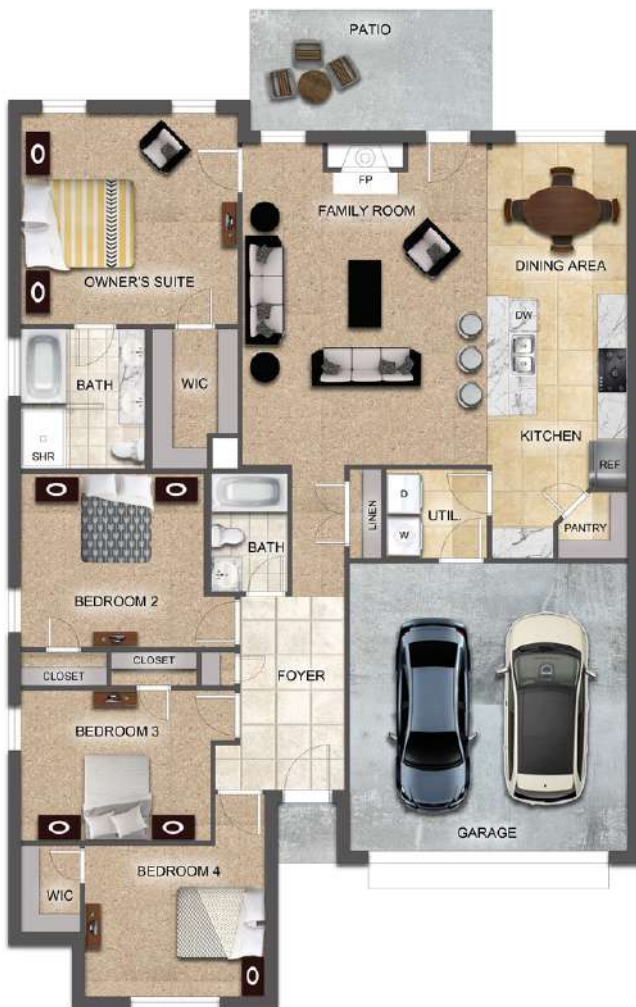 PATIO
FP
FAMILY ROOM
OWNER'S SUITE
DINING AREA
DW
BATH
WIC
SHR
KITCHEN
REF
D
LINEN
UTIL.
W
PANTRY
BATH
BEDROOM 2
CLOSET
CLOSET
FOYER
BEDROOM 3
GARAGE
BEDROOM 4
WIC